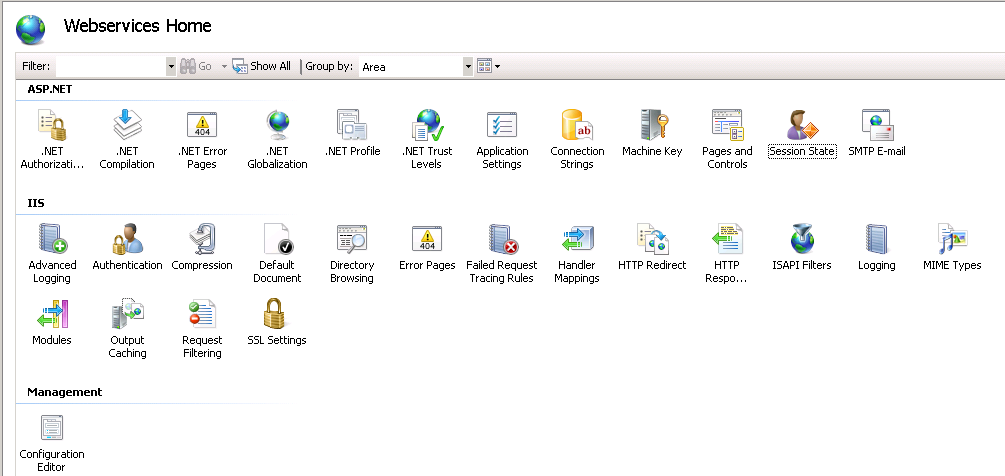 Webservices Home
Filter: Go Show All Group by: Area
ASP.NET
.NET Authorizati... .NET Compilation .NET Error Pages .NET Globalization .NET Profile .NET Trust Levels Application Settings Connection Strings Machine Key Pages and Controls Session State SMTP E-mail
404
ab
IIS
Advanced Logging Authentication Compression Default Document Directory Browsing Error Pages Failed Request Tracing Rules Handler Mappings HTTP Redirect HTTP Respo... ISAPI Filters Logging MIME Types
404
Modules Output Caching Request Filtering SSL Settings
Management
Configuration Editor